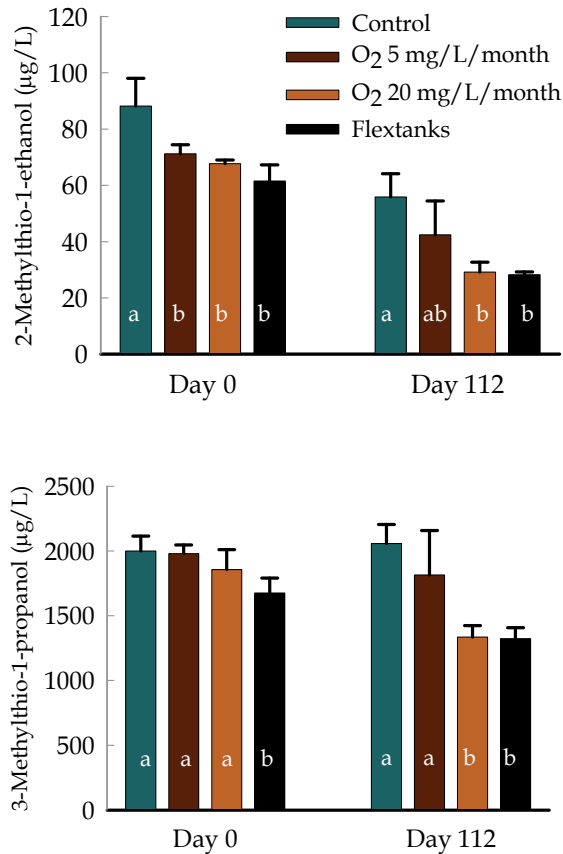 2-Methylthio-1-ethanol (µg/L)
120
100
80
60
40
20
0
Control
O2 5 mg/L/month
O2 20 mg/L/month
Flextanks
a b b b a ab b b
Day 0 Day 112
3-Methylthio-1-propanol (µg/L)
2500
2000
1500
1000
500
0
a a a b a a b b
Day 0 Day 112